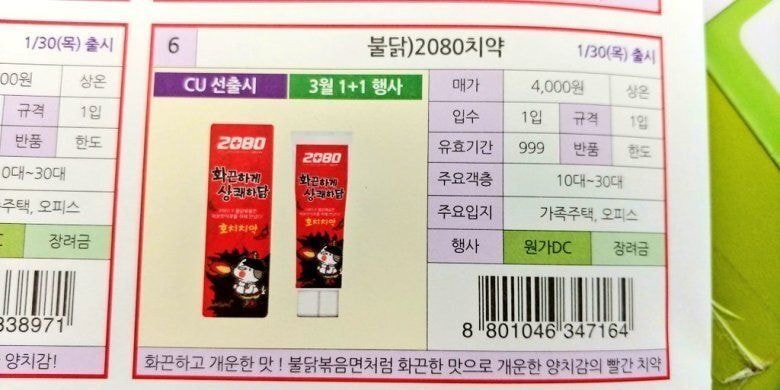 1/30(목) 출시
00원 상온
규격 1입
반품 한도
0대~30대
주택, 오피스
C 장려금
838971
양치감!
6 불닭)2080치약 1/30(목) 출시
CU 선출시 3월 1+1 행사
매가 4,000원 상온
입수 1입 규격 1입
유효기간 999 반품 한도
주요객층 10대~30대
주요입지 가족주택, 오피스
행사 원가DC 장려금
2080
화끈하게
상쾌하닭
호치치약
2080
화끈하게
상쾌하닭
호치치약
8 801046 347164
화끈하고 개운한 맛! 불닭볶음면처럼 화끈한 맛으로 개운한 양치감의 빨간 치약